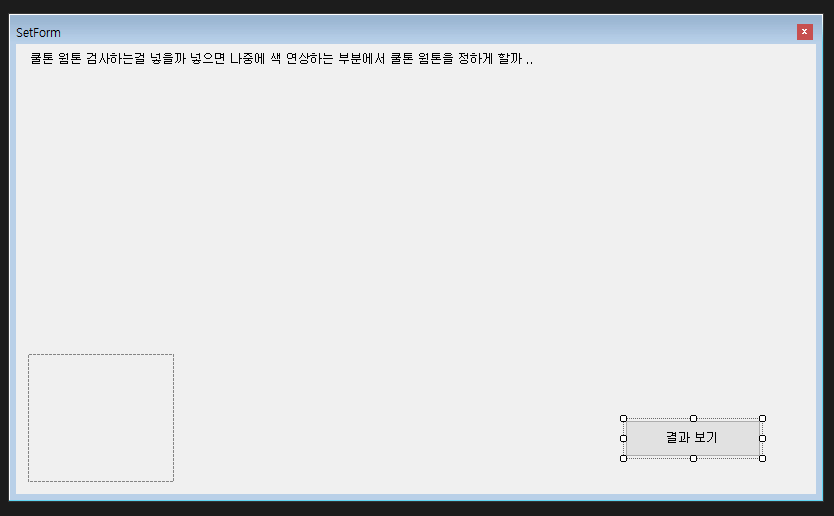 SetForm
쿨톤 웜톤 검사하는걸 넣을까 넣으면 나중에 색 연상하는 부분에서 쿨톤 웜톤을 정하게 할까 ..
결과 보기